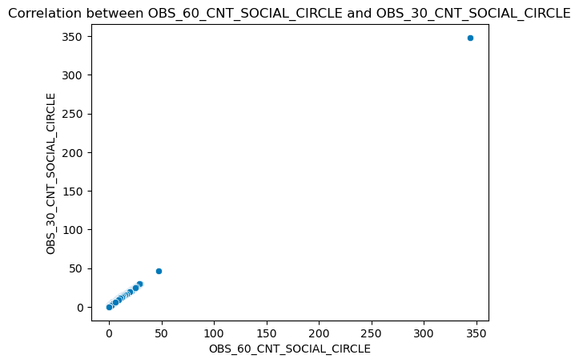 Correlation between OBS_60_CNT_SOCIAL_CIRCLE and OBS_30_CNT_SOCIAL_CIRCLE
OBS_30_CNT_SOCIAL_CIRCLE
350
300
250
200
150
100
50
0
0 50 100 150 200 250 300 350
OBS_60_CNT_SOCIAL_CIRCLE